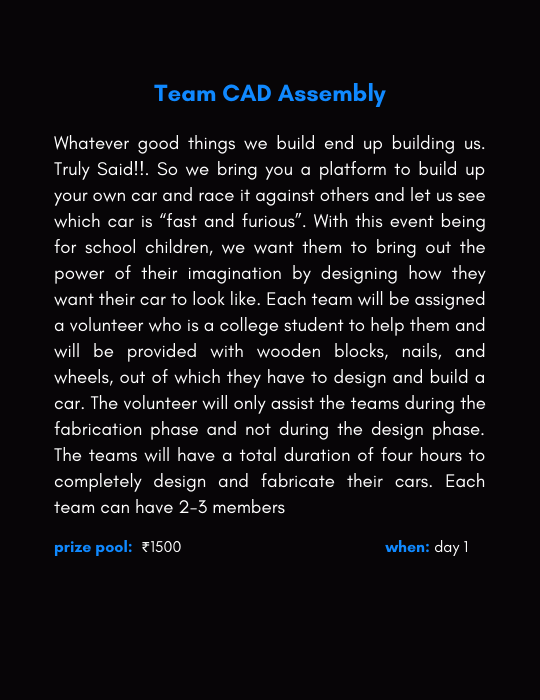 Team CAD Assembly
Whatever good things we build end up building us.
Truly Said!!. So we bring you a platform to build up
your own car and race it against others and let us see
which car is “fast and furious”. With this event being
for school children, we want them to bring out the
power of their imagination by designing how they
want their car to look like. Each team will be assigned
a volunteer who is a college student to help them and
will be provided with wooden blocks, nails, and
wheels, out of which they have to design and build a
car. The volunteer will only assist the teams during the
fabrication phase and not during the design phase.
The teams will have a total duration of four hours to
completely design and fabricate their cars. Each
team can have 2-3 members
prize pool: ₹1500 when: day 1